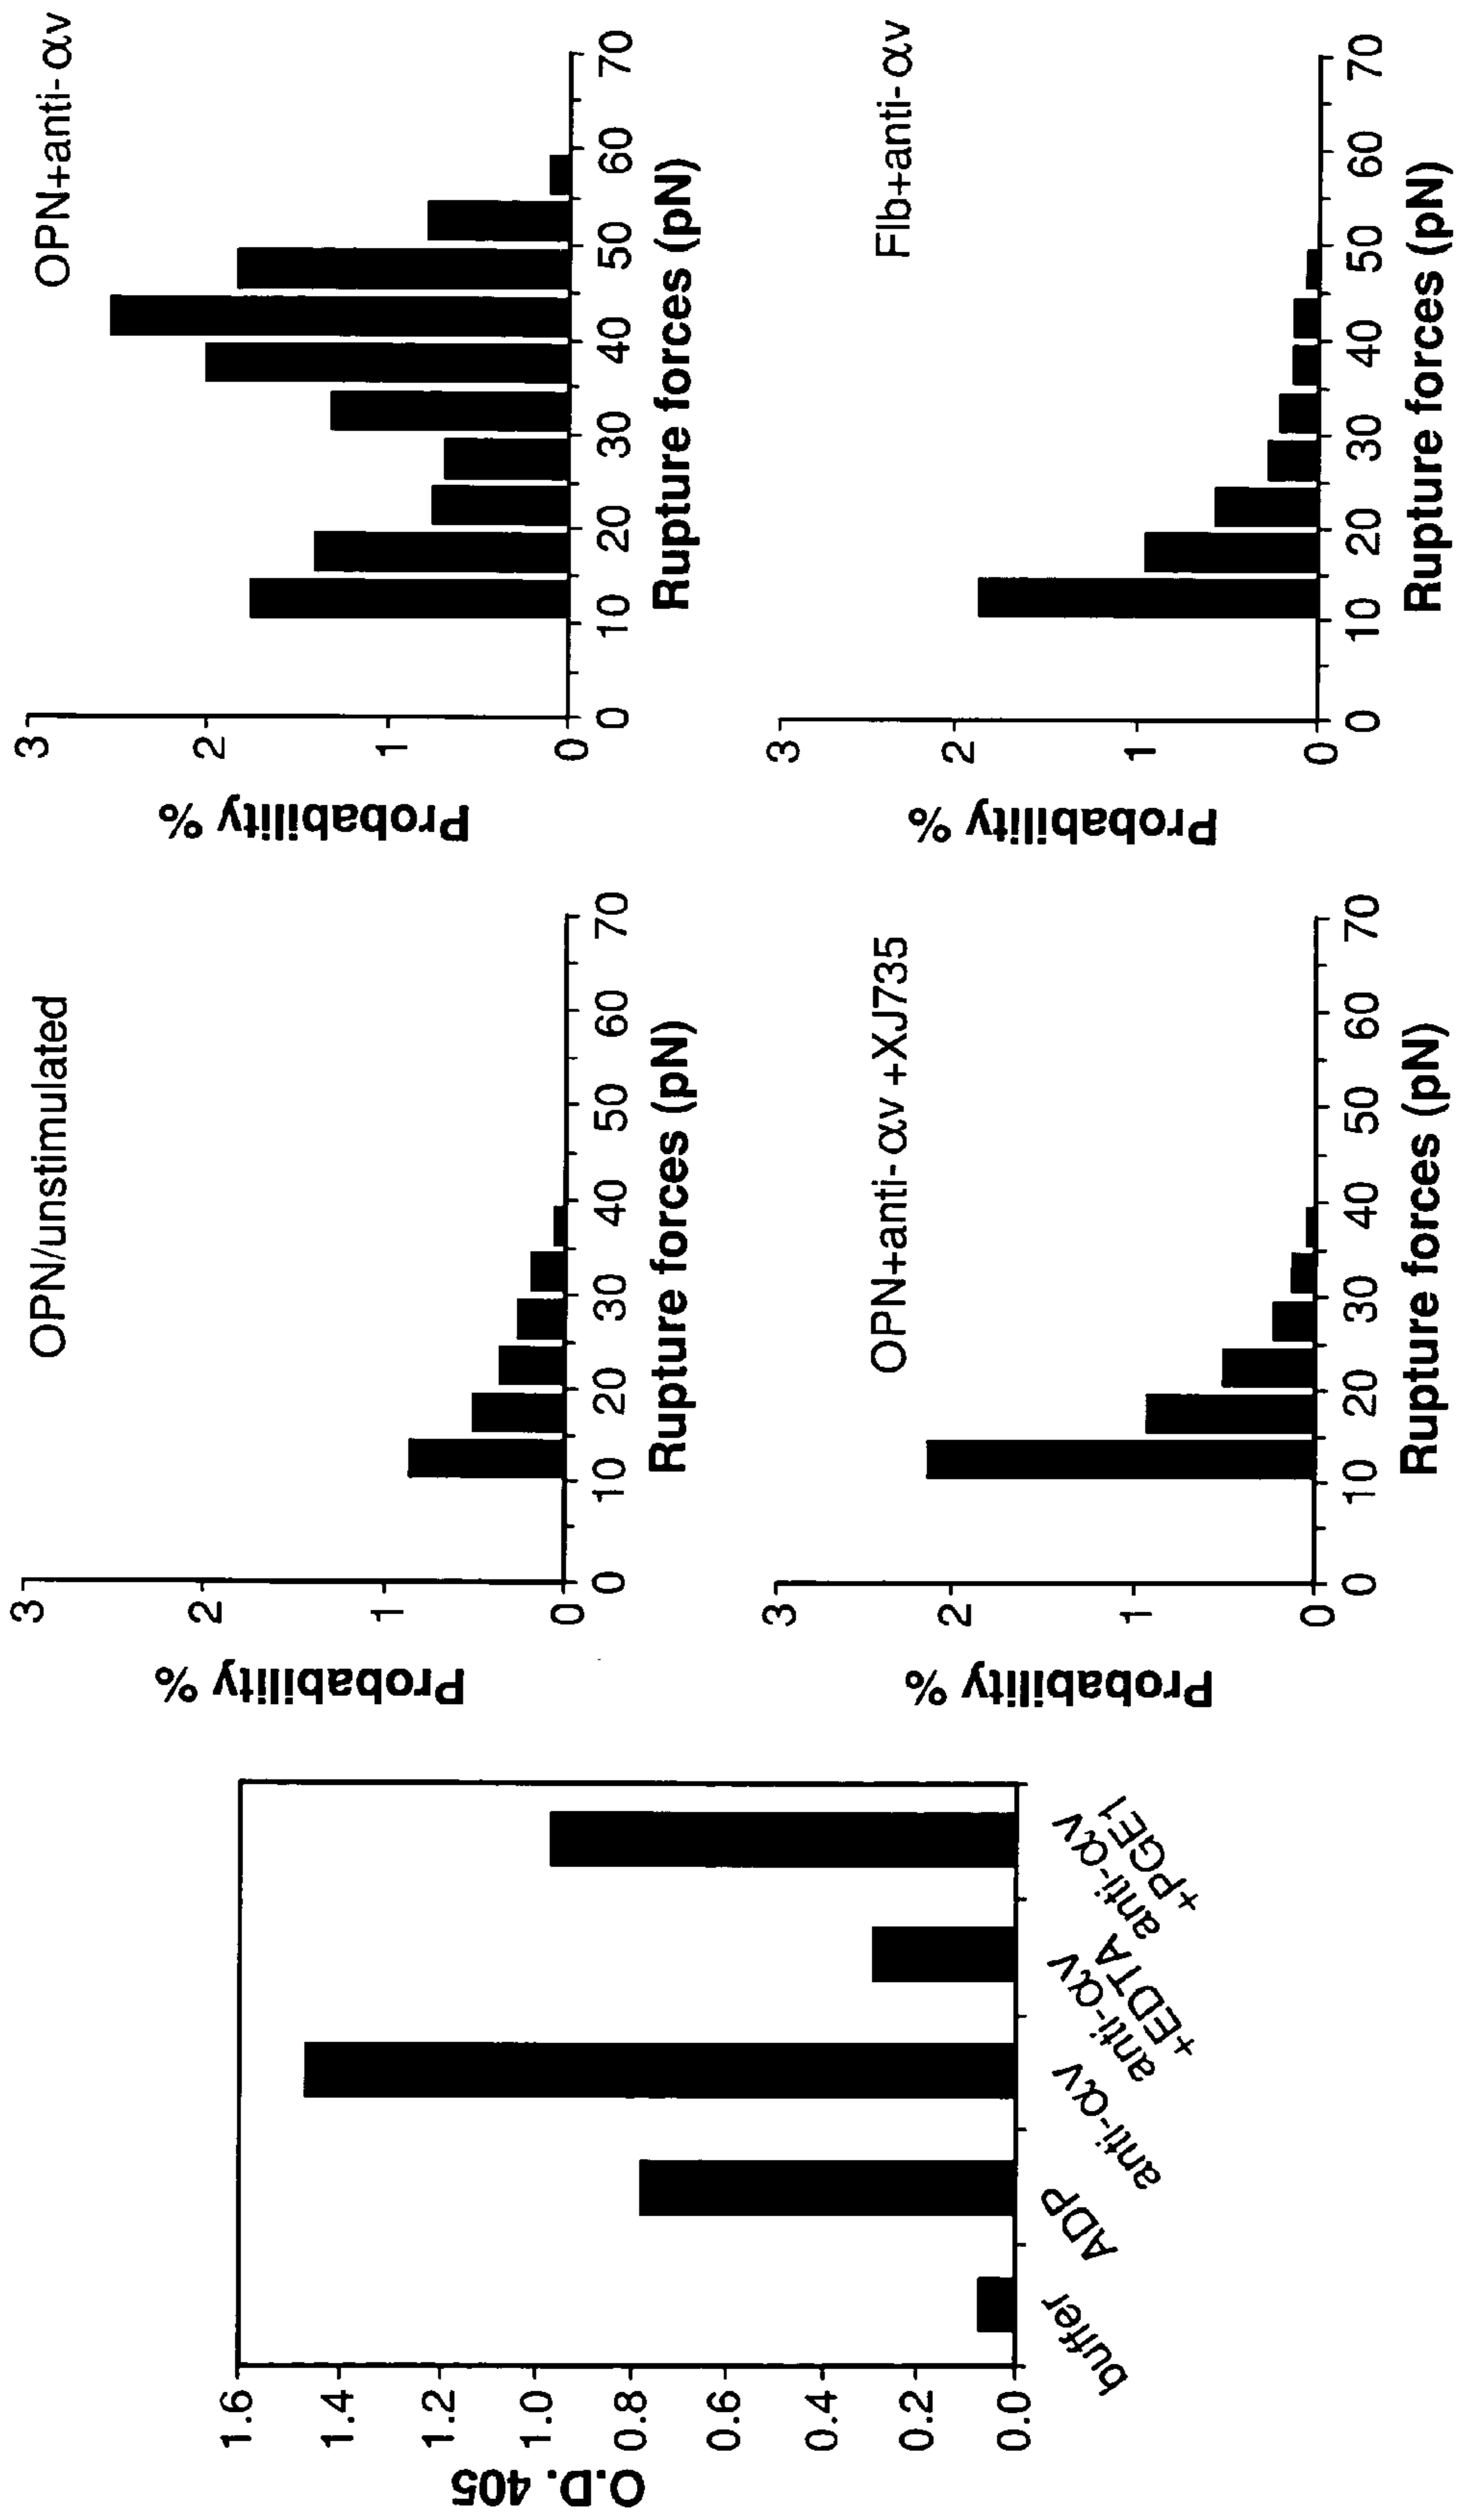 O.D. 405
1.6
1.4
1.2
1.0
0.8
0.6
0.4
0.2
0.0
buffer
ADP
anti-αv
anti-αv
+EDTA
anti-αv
+PGE1
OPN/unstimulated
Probability %
3
2
1
0
0 10 20 30 40 50 60 70
Rupture forces (pN)
OPN+anti-αv
Probability %
3
2
1
0
0 10 20 30 40 50 60 70
Rupture forces (pN)
OPN+anti-αv +XJ735
Probability %
3
2
1
0
0 10 20 30 40 50 60 70
Rupture forces (pN)
FIb+anti-αv
Probability %
3
2
1
0
0 10 20 30 40 50 60 70
Rupture forces (pN)